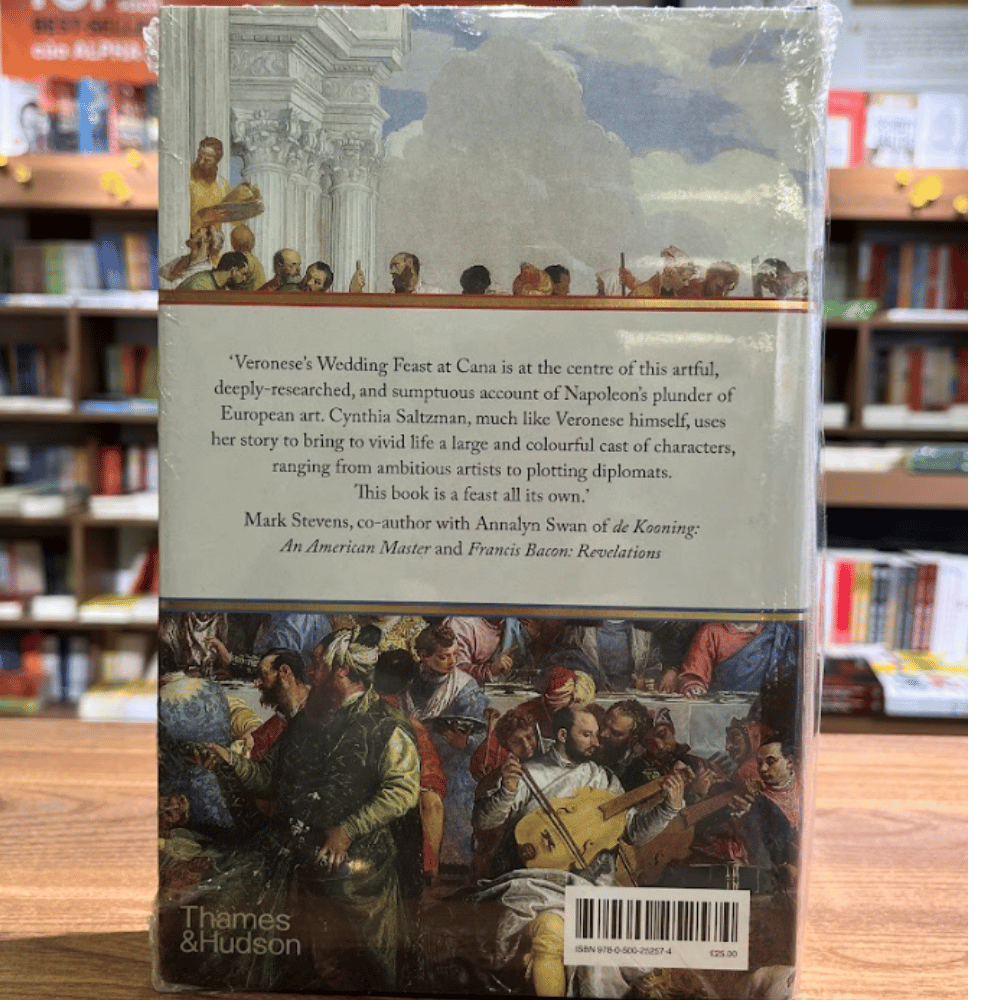 BEST-SELLER
của ALPHA
‘Veronese’s Wedding Feast at Cana is at the centre of this artful,
deeply-researched, and sumptuous account of Napoleon’s plunder of
European art. Cynthia Saltzman, much like Veronese himself, uses
her story to bring to vivid life a large and colourful cast of characters,
ranging from ambitious artists to plotting diplomats.
This book is a feast all its own.’
Mark Stevens, co-author with Annalyn Swan of de Kooning:
An American Master and Francis Bacon: Revelations
Thames
&Hudson
ISBN 978-0-500-25257-4 £25.00